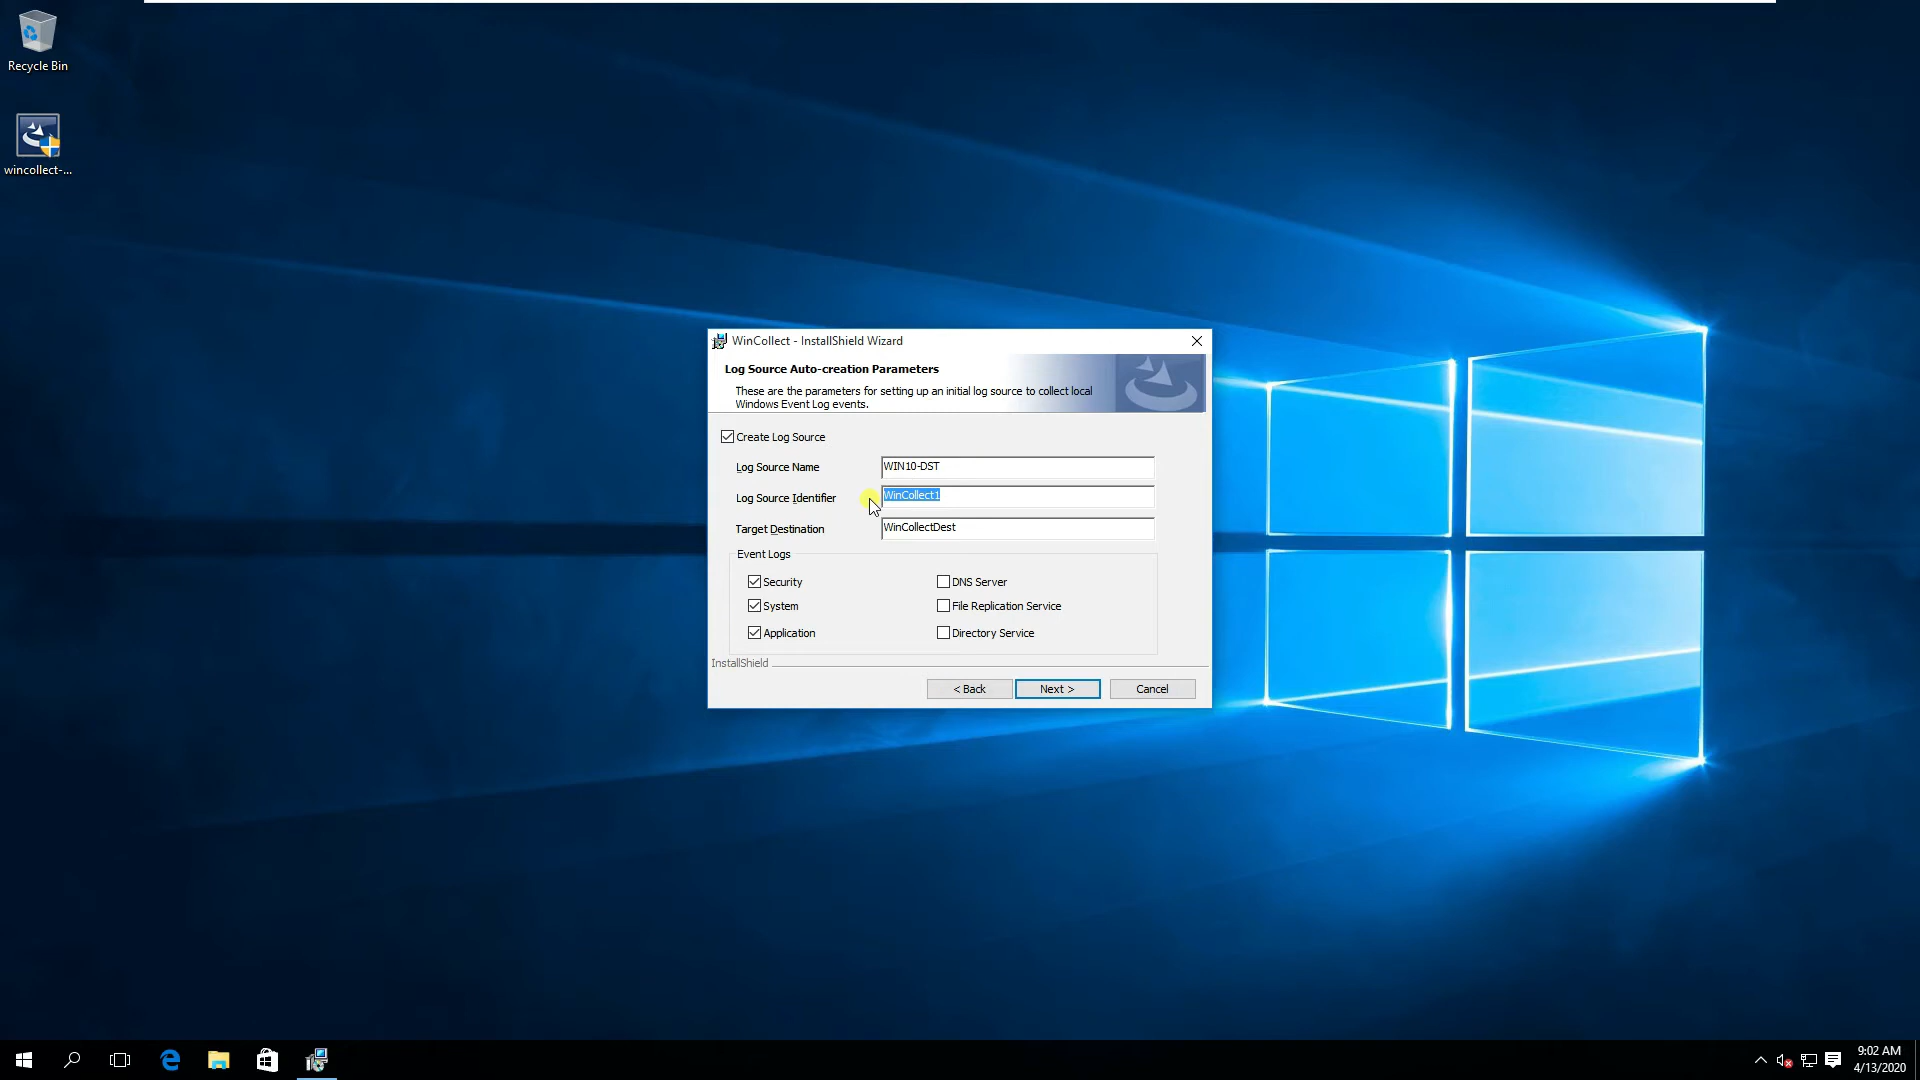 Recycle Bin
wincollect-...
WinCollect - InstallShield Wizard
Log Source Auto-creation Parameters
These are the parameters for setting up an initial log source to collect local
Windows Event Log events.
Create Log Source
Log Source Name WIN10-DST
Log Source Identifier WinCollect1
Target Destination WinCollectDest
Event Logs
Security DNS Server
System File Replication Service
Application Directory Service
InstallShield
< Back Next > Cancel
9:02 AM
4/13/2020